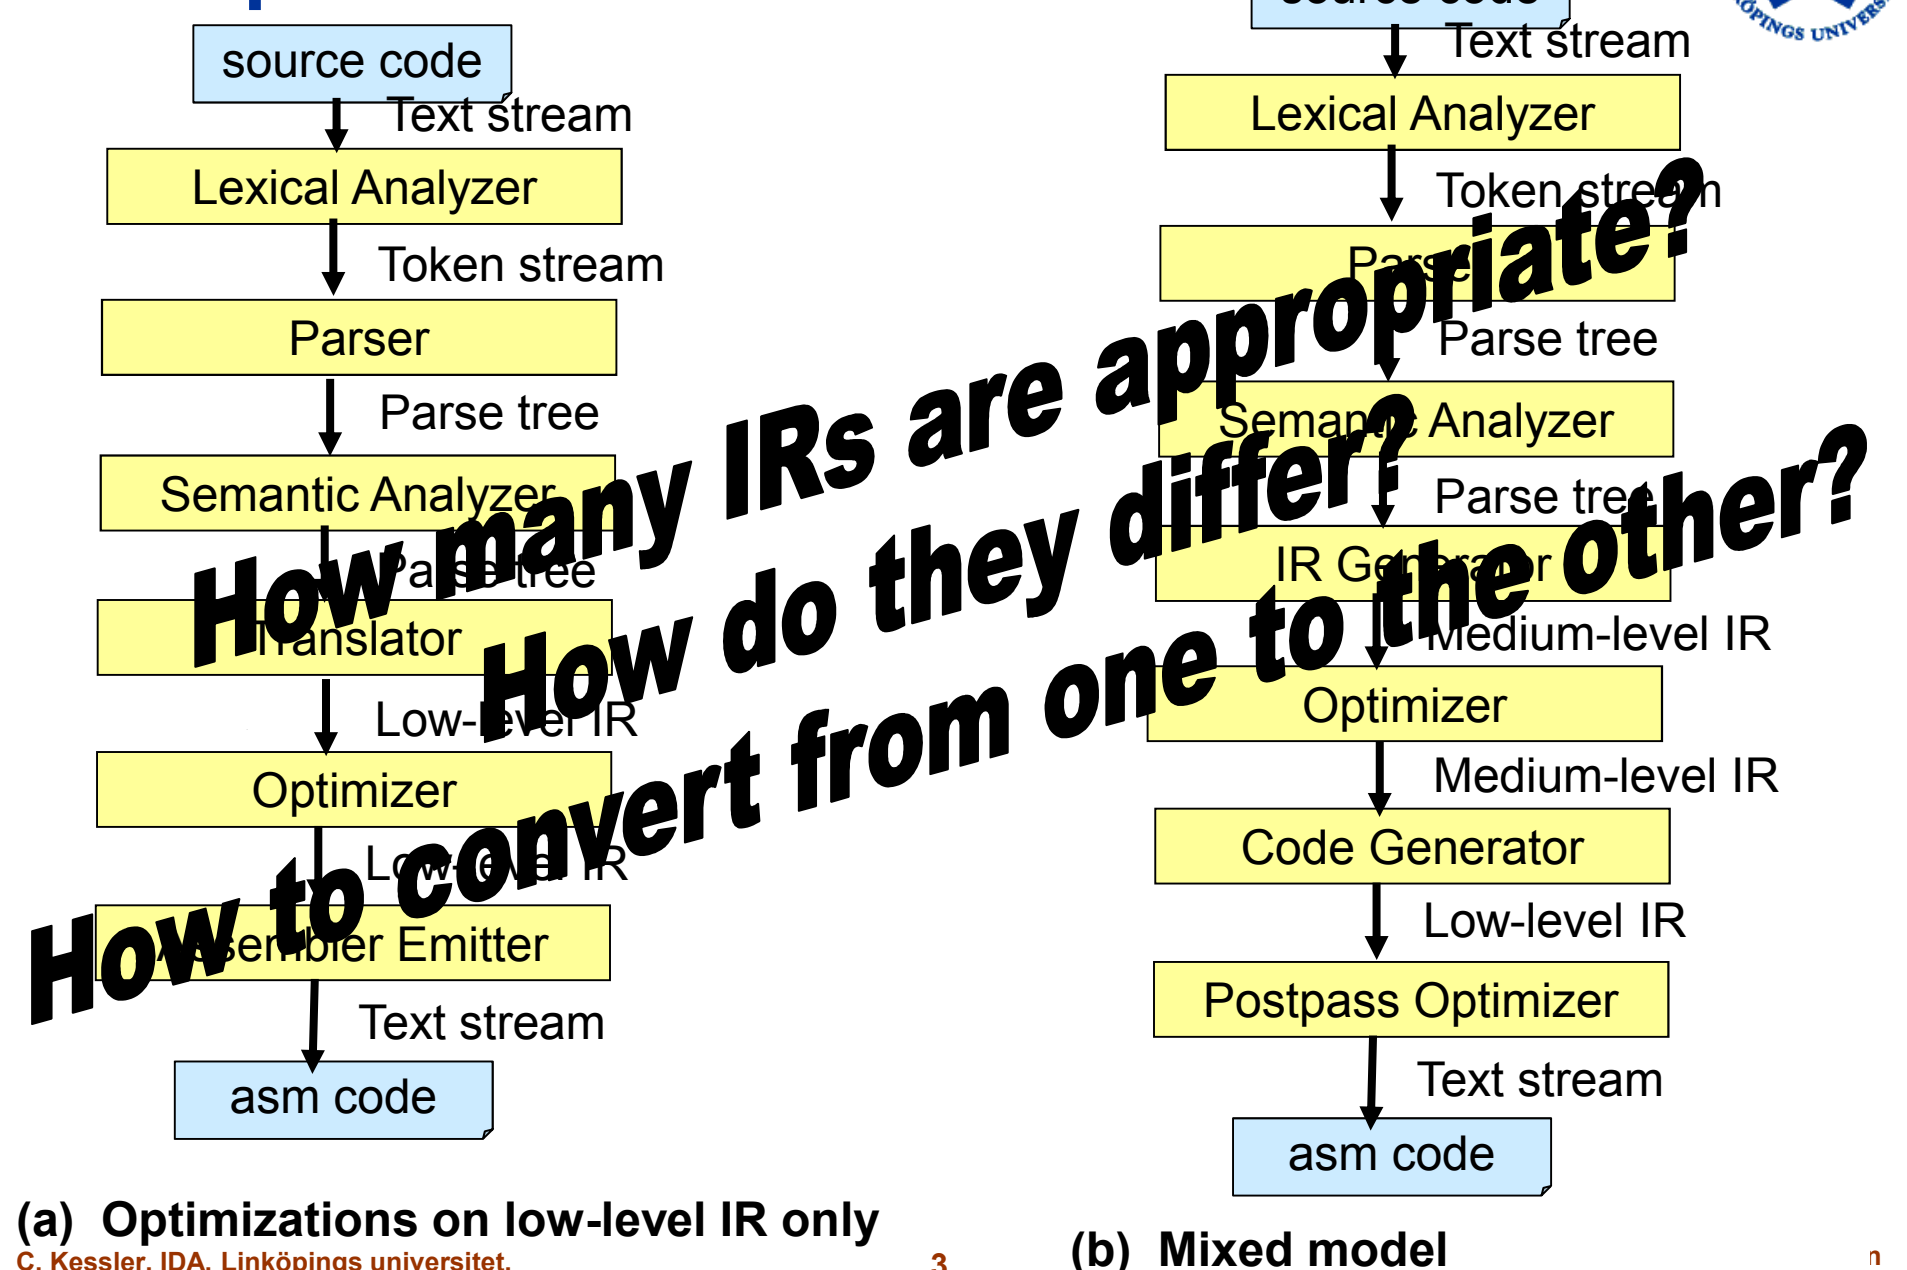 source code
Text stream
Lexical Analyzer
Token stream
Parser
Parse tree
Semantic Analyzer
Parse tree
Translator
Low-level IR
Optimizer
Low-level IR
Assembler Emitter
Text stream
asm code
(a) Optimizations on low-level IR only
source code
Text stream
Lexical Analyzer
Token stream
Parser
Parse tree
Semantic Analyzer
Parse tree
IR Generator
Medium-level IR
Optimizer
Medium-level IR
Code Generator
Low-level IR
Postpass Optimizer
Text stream
asm code
(b) Mixed model
How many IRs are appropriate?
How do they differ?
How to convert from one to the other?
C. Kessler, IDA, Linköpings universitet.
3